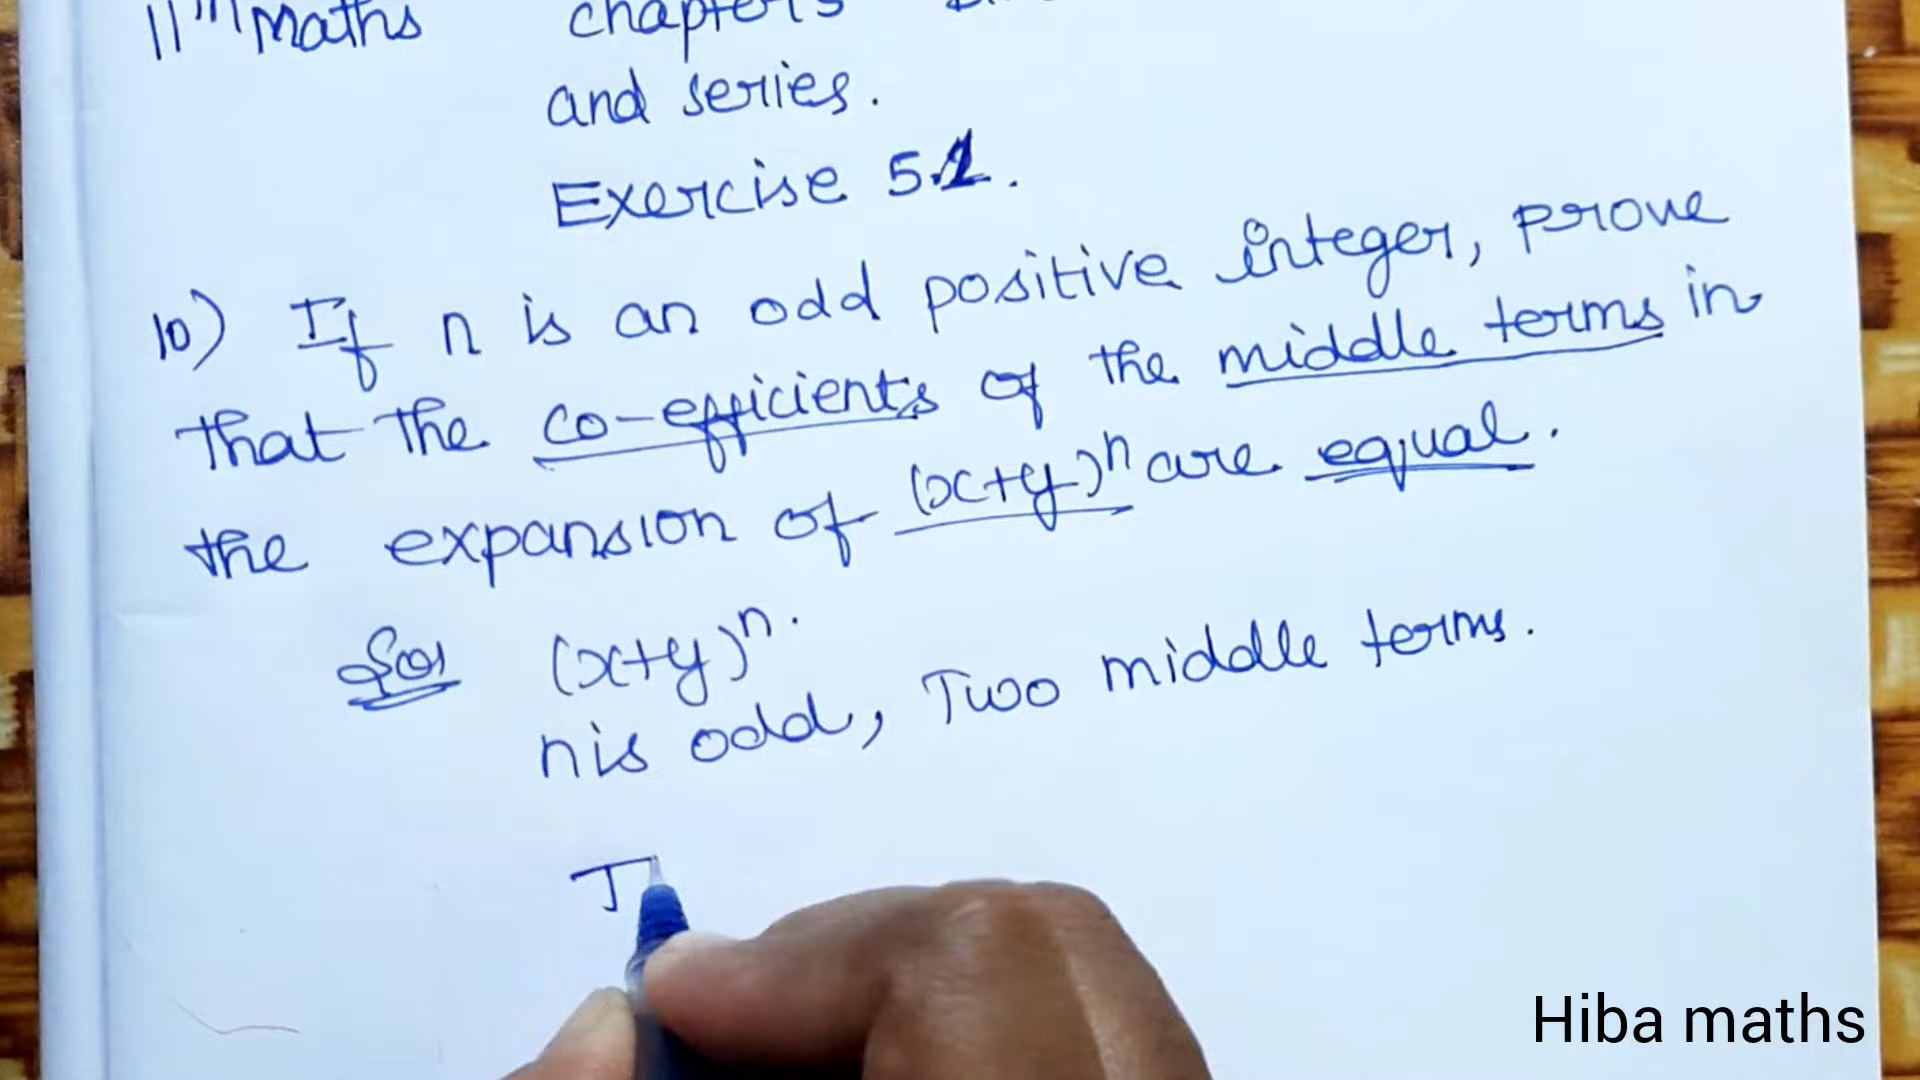 11th Maths chapter 5
and series.
Exercise 5.1.
10) If n is an odd positive integer, prove
that the co-efficients of the middle terms in
the expansion of (x+y)ⁿ are equal.
Sol (x+y)ⁿ.
n is odd, Two middle terms.
T
Hiba maths